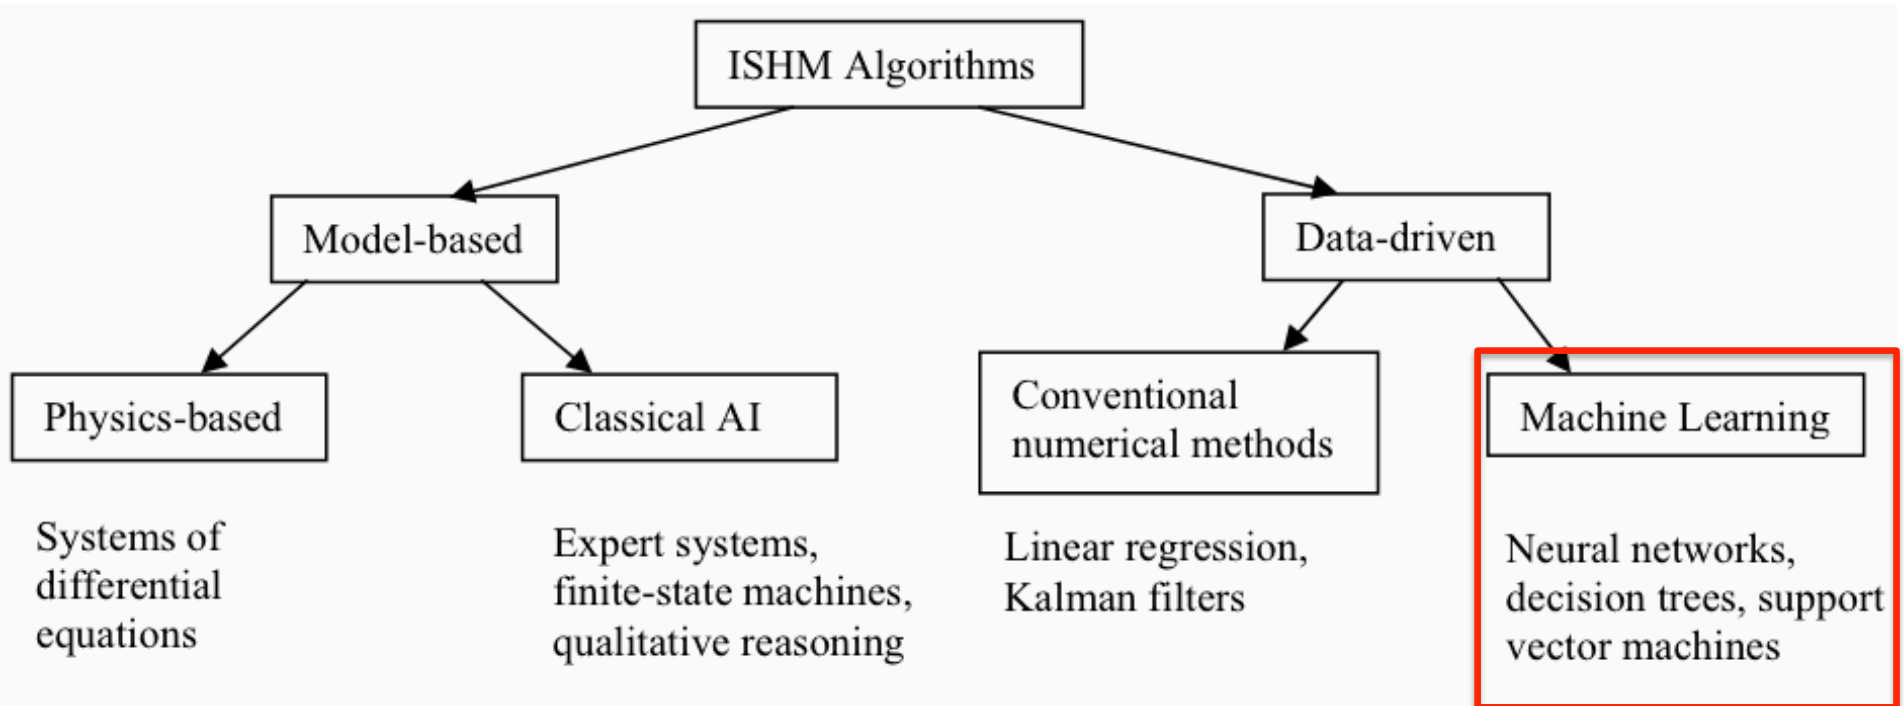 ISHM Algorithms
Model-based
Data-driven
Physics-based
Classical AI
Conventional
numerical methods
Machine Learning
Systems of
differential
equations
Expert systems,
finite-state machines,
qualitative reasoning
Linear regression,
Kalman filters
Neural networks,
decision trees, support
vector machines